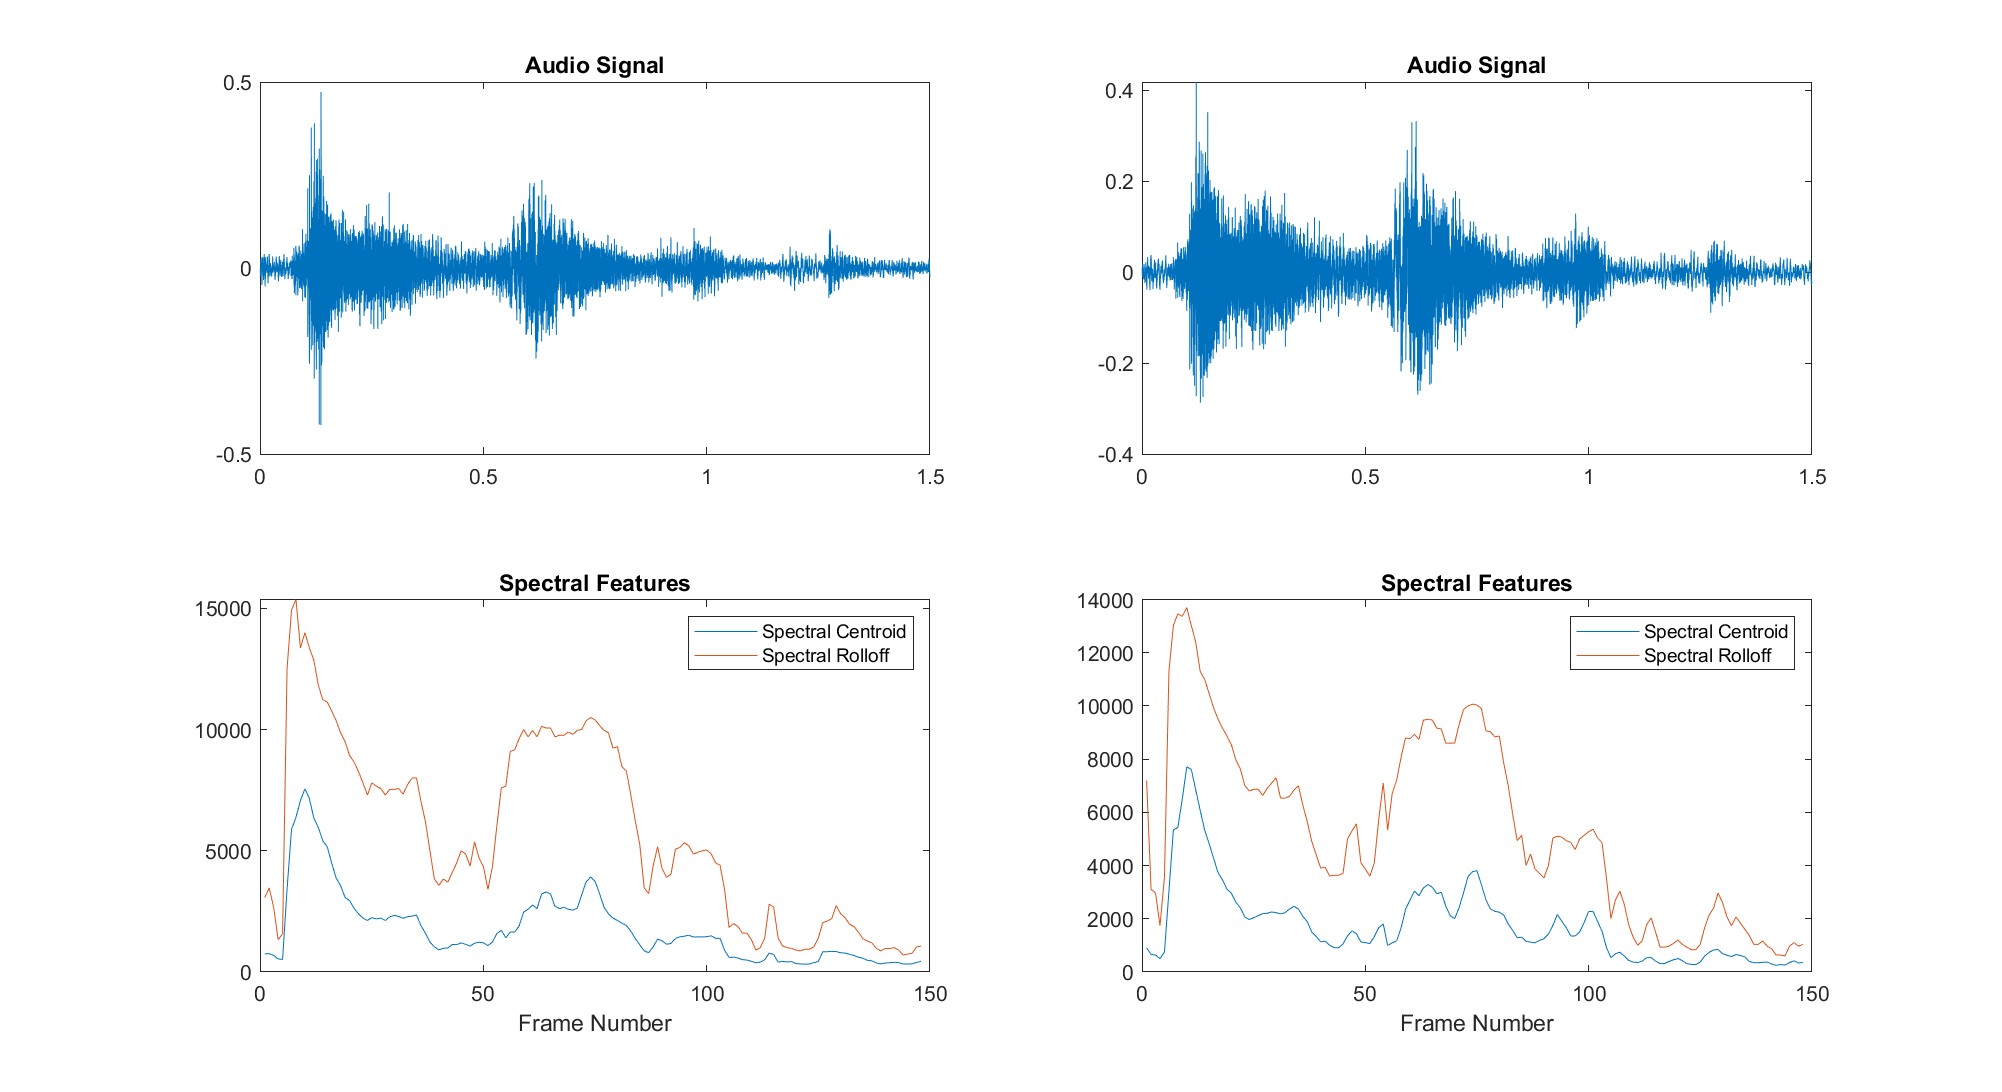 Audio Signal
0.5
0
-0.5
0 0.5 1 1.5
Audio Signal
0.4
0.2
0
-0.2
-0.4
0 0.5 1 1.5
Spectral Features
15000
10000
5000
0
0 50 100 150
Spectral Centroid
Spectral Rolloff
Frame Number
Spectral Features
14000
12000
10000
8000
6000
4000
2000
0
0 50 100 150
Spectral Centroid
Spectral Rolloff
Frame Number